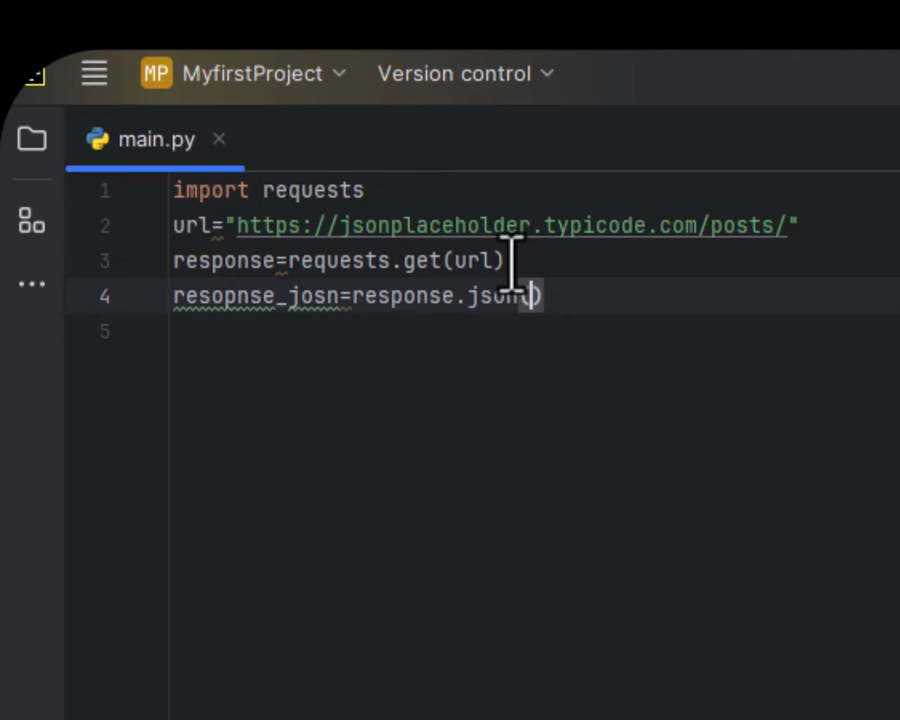 MP MyfirstProject Version control
main.py
1 import requests
2 url="https://jsonplaceholder.typicode.com/posts/"
3 response=requests.get(url)
4 resopnse_josn=response.json()
5